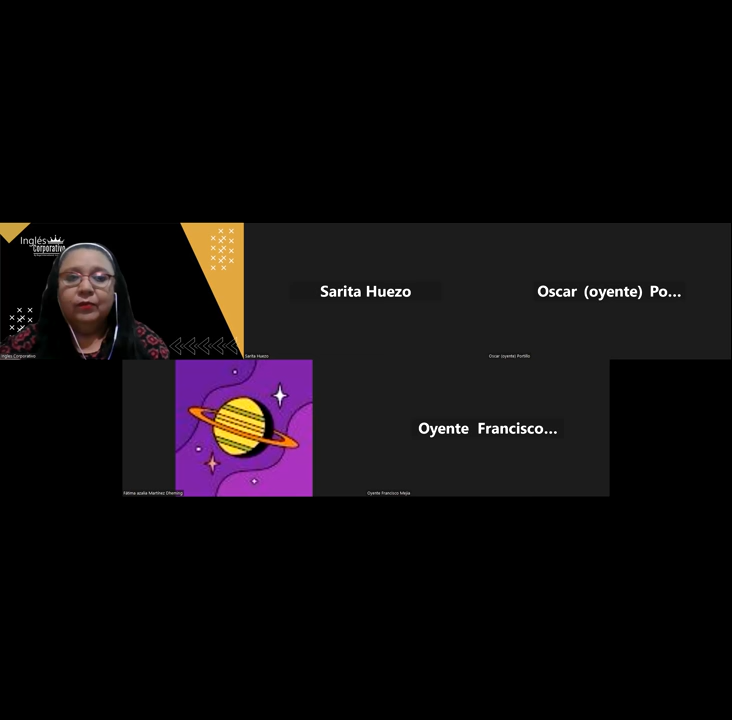 Inglés
Corporativo
Inglés Corporativo
Sarita Huezo
Sarita Huezo
Oscar (oyente) Po...
Oscar (oyente) Portillo
Fátima azalia Martínez Dheming
Oyente Francisco...
Oyente Francisco Mejía